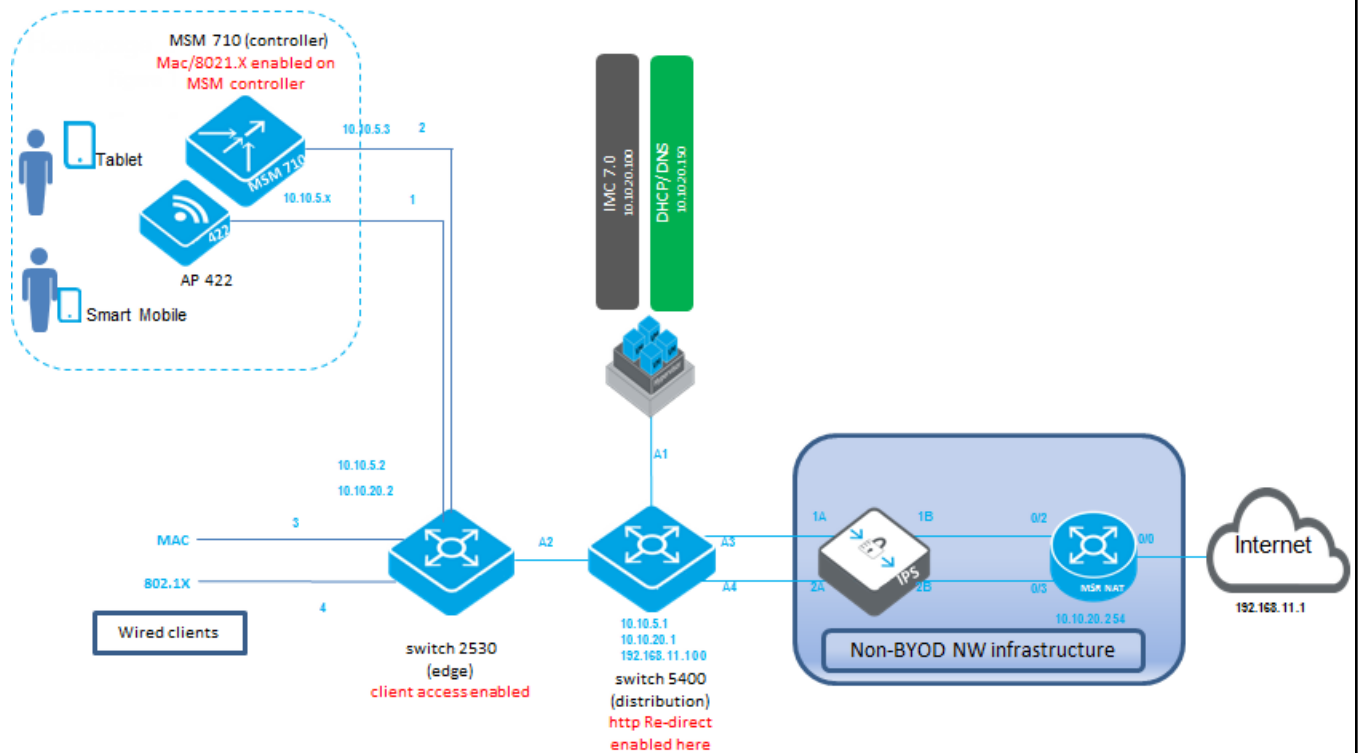 MSM 710 (controller)
Mac/8021.X enabled on
MSM controller
Tablet
MSM 710
10.10.5.3
2
10.10.5.x
1
422
AP 422
Smart Mobile
IMC 7.0
10.10.20.100
DHCP/DNS
10.10.20.150
A1
10.10.5.2
10.10.20.2
MAC
3
802.1X
4
Wired clients
A2
switch 2530
(edge)
client access enabled
A3
A4
10.10.5.1
10.10.20.1
192.168.11.100
switch 5400
(distribution)
http Re-direct
enabled here
1A
1B
2A
2B
IPS
0/2
0/3
0/0
MSR NAT
10.10.20.254
Non-BYOD NW infrastructure
Internet
192.168.11.1